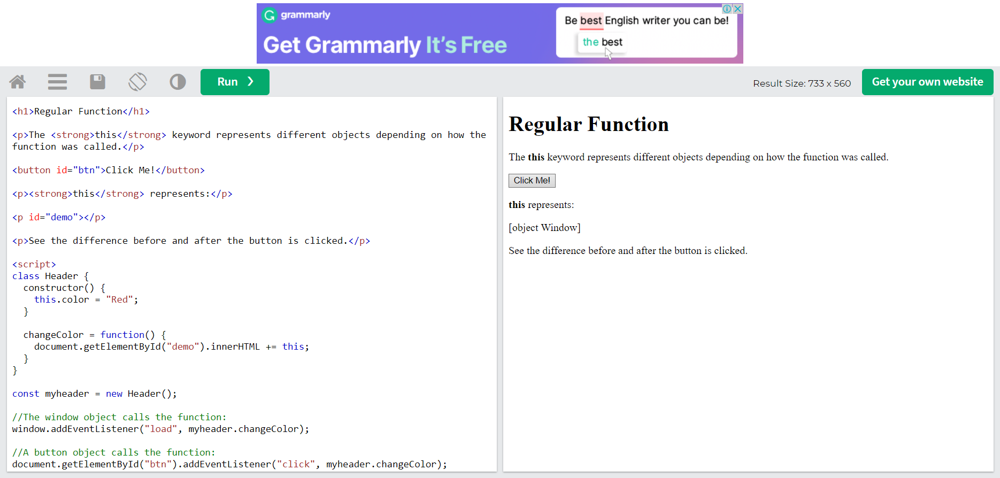 grammarly
Get Grammarly It's Free
Be best English writer you can be!
the best
Run ❯
Result Size: 733 x 560
Get your own website
<h1>Regular Function</h1>
<p>The <strong>this</strong> keyword represents different objects depending on how the
function was called.</p>
<button id="btn">Click Me!</button>
<p><strong>this</strong> represents:</p>
<p id="demo"></p>
<p>See the difference before and after the button is clicked.</p>
<script>
class Header {
  constructor() {
    this.color = "Red";
  }
  changeColor = function() {
    document.getElementById("demo").innerHTML += this;
  }
}
const myheader = new Header();
//The window object calls the function:
window.addEventListener("load", myheader.changeColor);
//A button object calls the function:
document.getElementById("btn").addEventListener("click", myheader.changeColor);
Regular Function
The this keyword represents different objects depending on how the function was called.
Click Me!
this represents:
[object Window]
See the difference before and after the button is clicked.